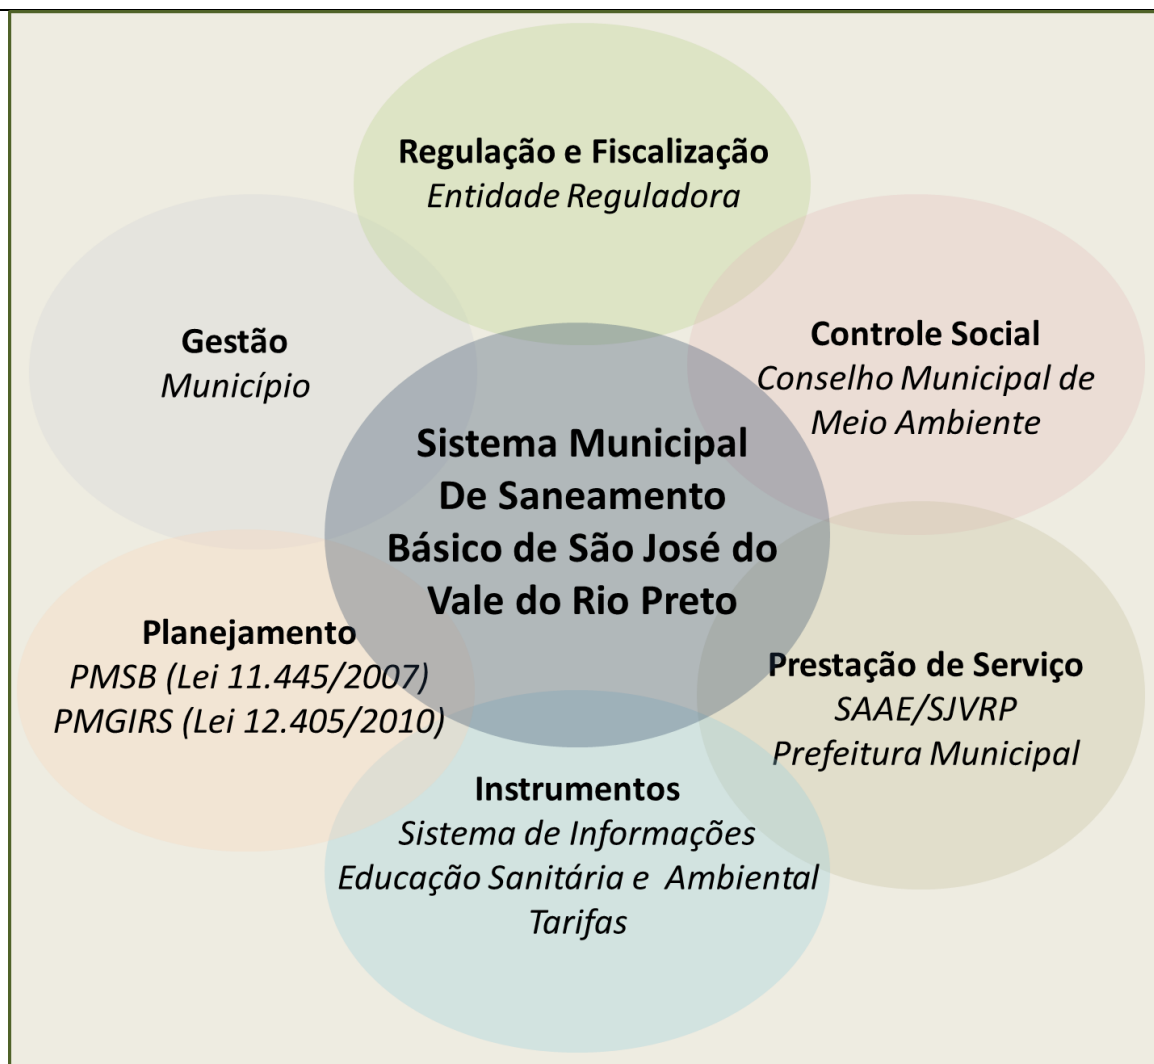 Regulação e Fiscalização
Entidade Reguladora
Gestão
Município
Controle Social
Conselho Municipal de
Meio Ambiente
Sistema Municipal
De Saneamento
Básico de São José do
Vale do Rio Preto
Planejamento
PMSB (Lei 11.445/2007)
PMGIRS (Lei 12.405/2010)
Prestação de Serviço
SAAE/SJVRP
Prefeitura Municipal
Instrumentos
Sistema de Informações
Educação Sanitária e Ambiental
Tarifas